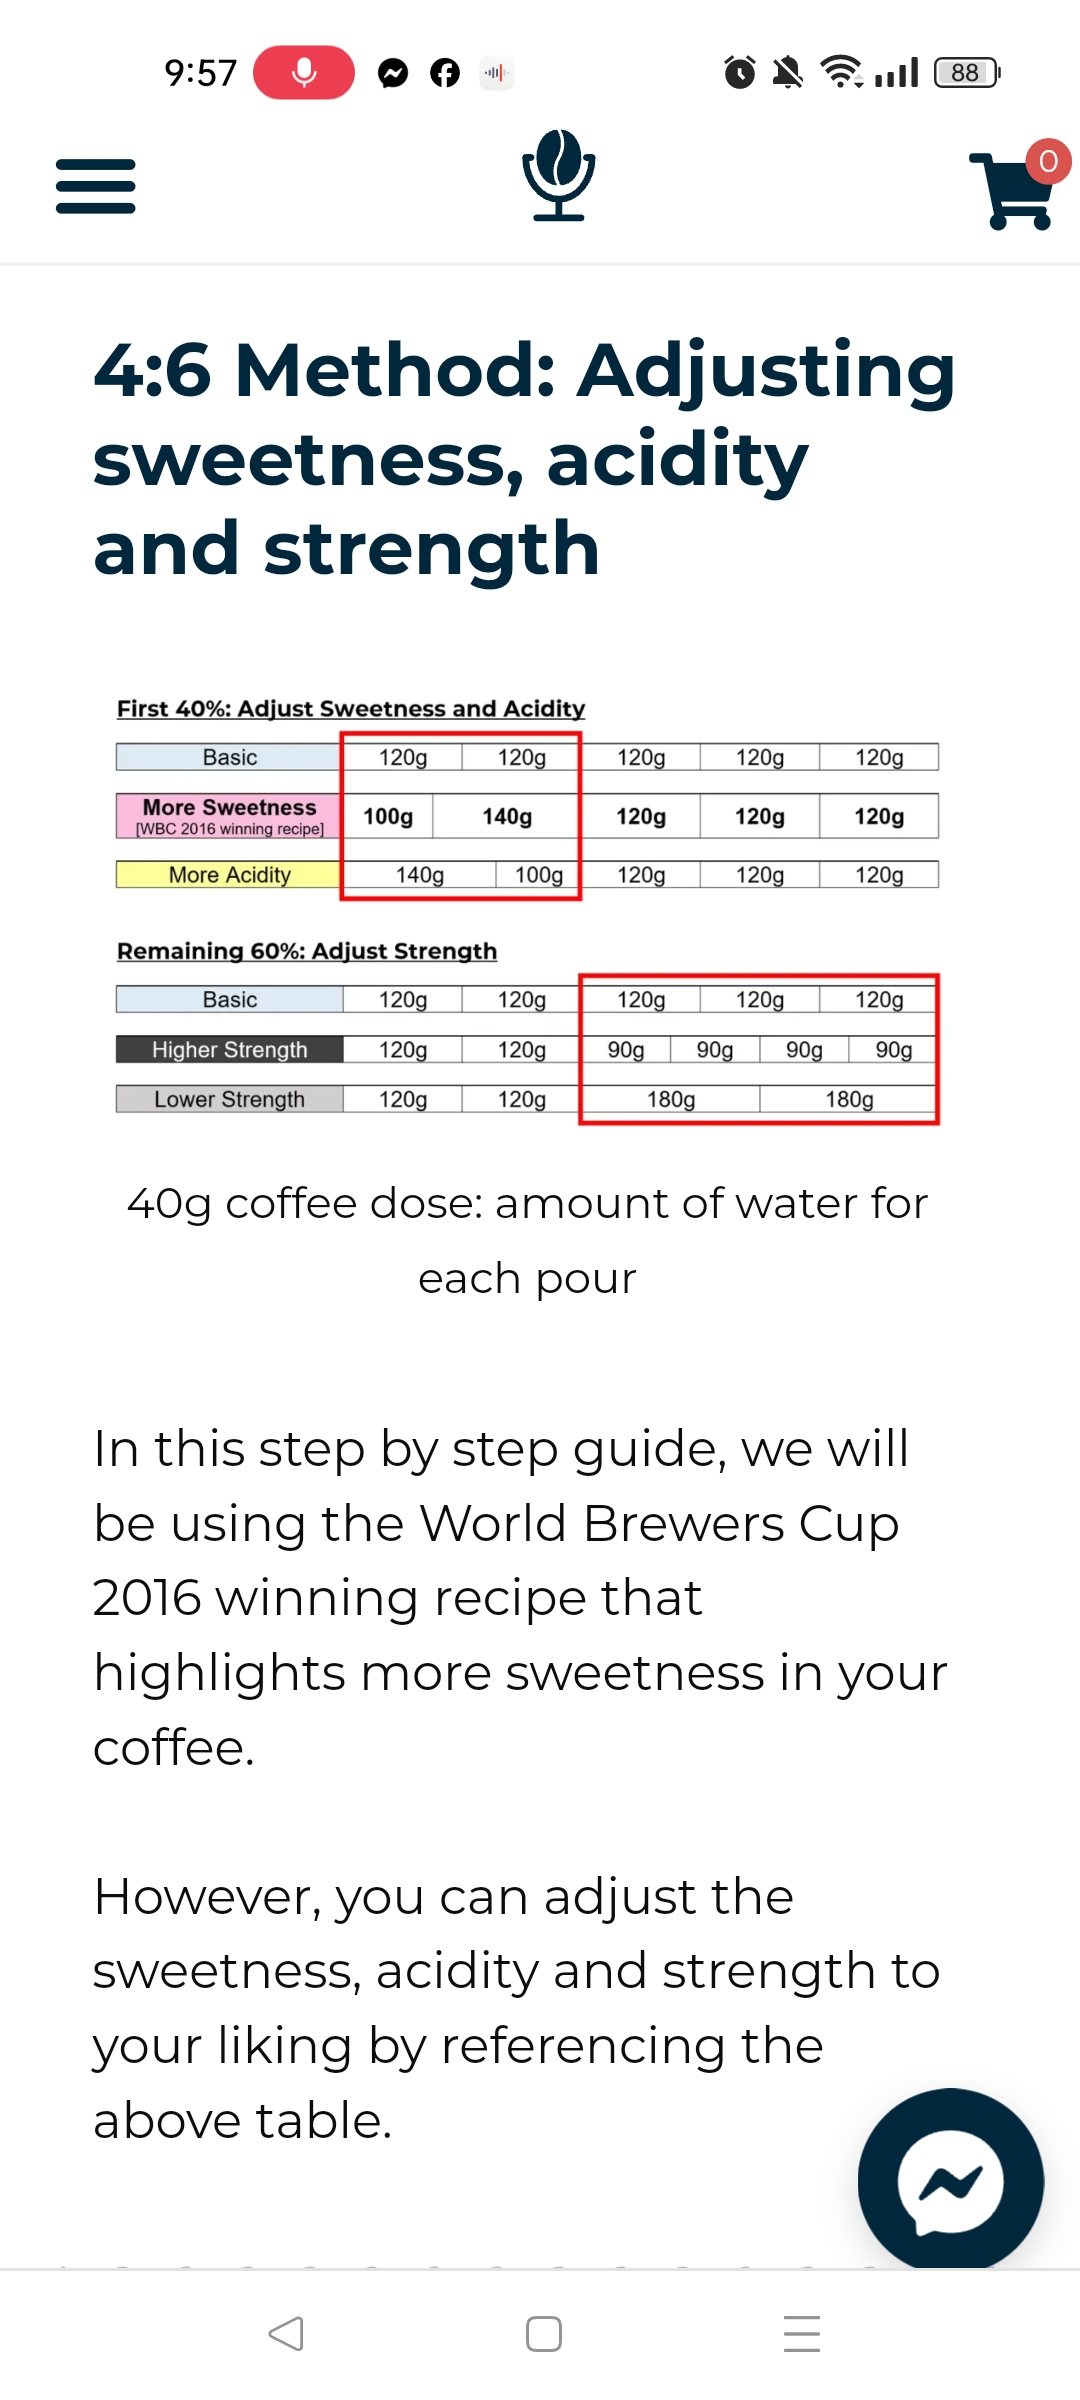 9:57
88
0
4:6 Method: Adjusting
sweetness, acidity
and strength
First 40%: Adjust Sweetness and Acidity
Basic 120g 120g 120g 120g 120g
More Sweetness
[WBC 2016 winning recipe] 100g 140g 120g 120g 120g
More Acidity 140g 100g 120g 120g 120g
Remaining 60%: Adjust Strength
Basic 120g 120g 120g 120g 120g
Higher Strength 120g 120g 90g 90g 90g 90g
Lower Strength 120g 120g 180g 180g
40g coffee dose: amount of water for
each pour
In this step by step guide, we will
be using the World Brewers Cup
2016 winning recipe that
highlights more sweetness in your
coffee.
However, you can adjust the
sweetness, acidity and strength to
your liking by referencing the
above table.